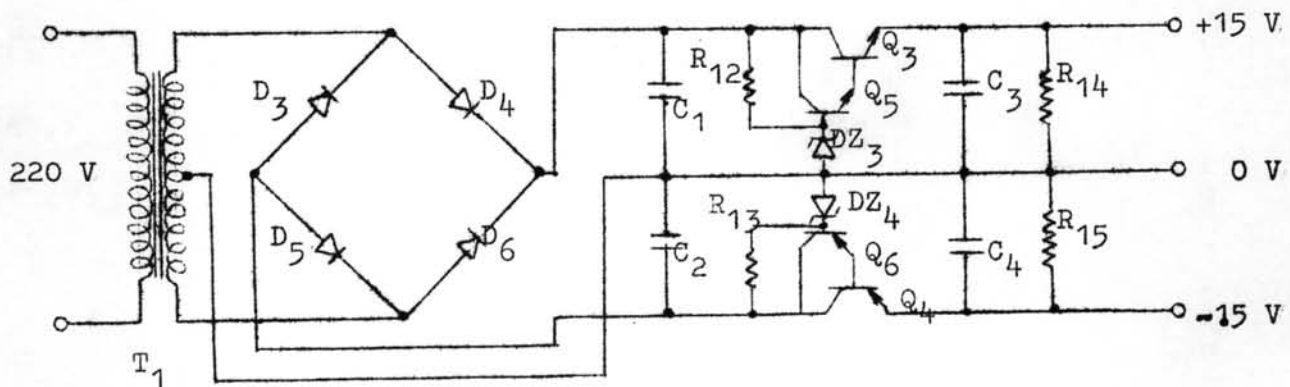 +15 V.
R12
Q3
D3
D4
C1
Q5
C3
R14
DZ3
220 V
0 V
D5
D6
R13
DZ4
C2
Q6
C4
R15
Q4
-15 V
T1